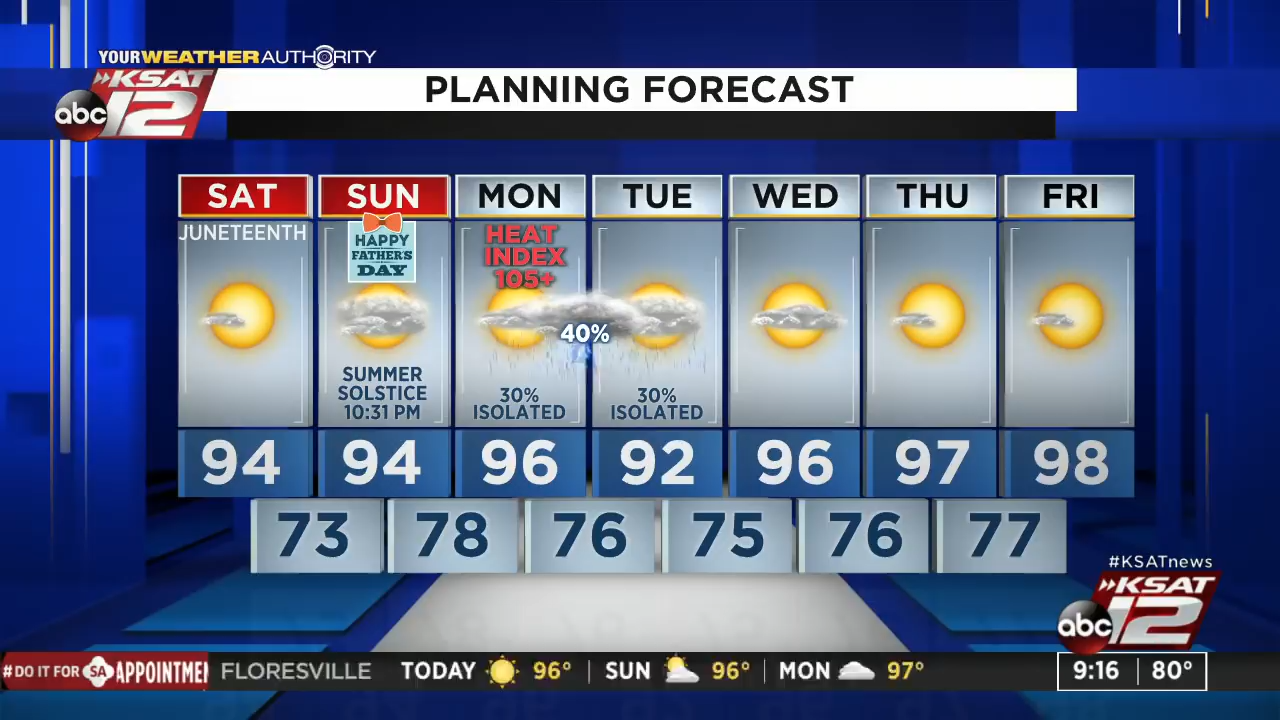 YOURWEATHERAUTHORITY
KSAT
abc 12
PLANNING FORECAST
SAT SUN MON TUE WED THU FRI
JUNETEENTH
HAPPY
FATHER'S
DAY
HEAT
INDEX
105+
40%
SUMMER
SOLSTICE
10:31 PM
30%
ISOLATED
30%
ISOLATED
94 94 96 92 96 97 98
73 78 76 75 76 77
#KSATnews
KSAT
abc 12
#DO IT FOR SA APPOINTMEN FLORESVILLE TODAY 96° SUN 96° MON 97° 9:16 80°